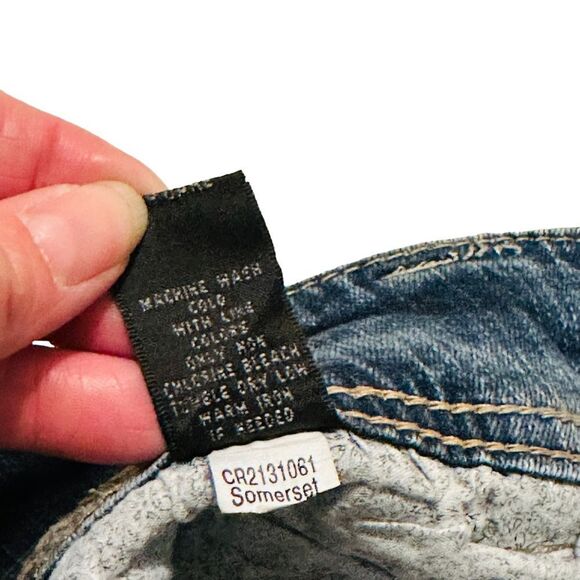 MACHINE WASH
COLD
WITH LIKE
COLORS
ONLY NON
CHLORINE BLEACH
TUMBLE DRY LOW
WARM IRON
IF NEEDED
CR2131061
Somerset